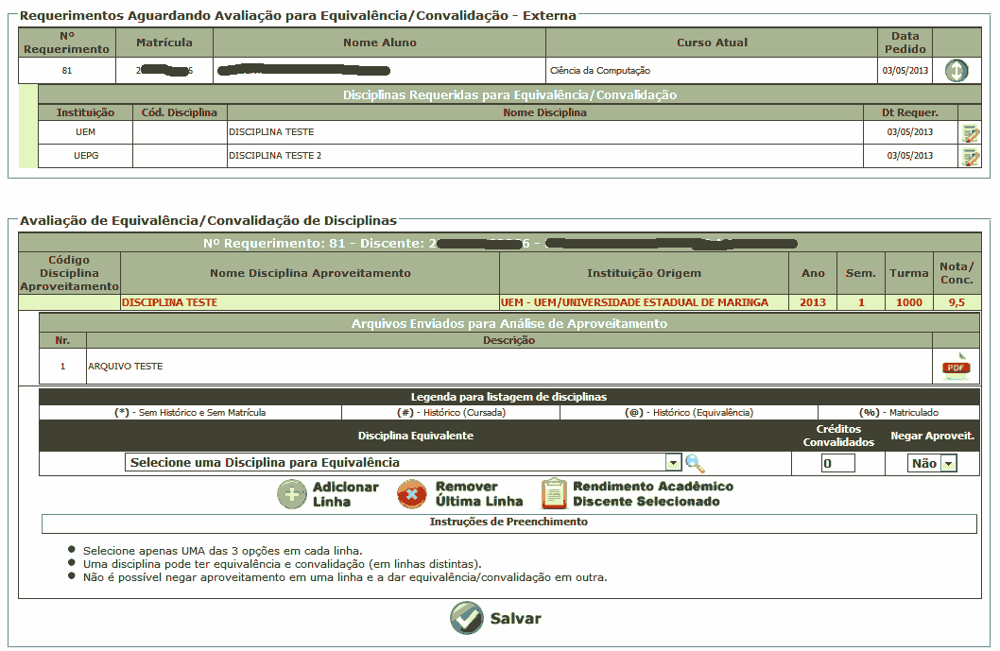 Requerimentos Aguardando Avaliação para Equivalência/Convalidação - Externa
Nº Requerimento Matrícula Nome Aluno Curso Atual Data Pedido
81 2 6 Ciência da Computação 03/05/2013
Disciplinas Requeridas para Equivalência/Convalidação
Instituição Cód. Disciplina Nome Disciplina Dt Requer.
UEM DISCIPLINA TESTE 03/05/2013
UEPG DISCIPLINA TESTE 2 03/05/2013
Avaliação de Equivalência/Convalidação de Disciplinas
Nº Requerimento: 81 - Discente: 2 6 -
Código Disciplina Aproveitamento Nome Disciplina Aproveitamento Instituição Origem Ano Sem. Turma Nota/ Conc.
DISCIPLINA TESTE UEM - UEM/UNIVERSIDADE ESTADUAL DE MARINGA 2013 1 1000 9,5
Arquivos Enviados para Análise de Aproveitamento
Nr. Descrição
1 ARQUIVO TESTE PDF
Legenda para listagem de disciplinas
(*) - Sem Histórico e Sem Matrícula (#) - Histórico (Cursada) (@) - Histórico (Equivalência) (%) - Matriculado
Disciplina Equivalente Créditos Convalidados Negar Aproveit.
Selecione uma Disciplina para Equivalência 0 Não
Adicionar Linha Remover Última Linha Rendimento Acadêmico Discente Selecionado
Instruções de Preenchimento
Selecione apenas UMA das 3 opções em cada linha.
Uma disciplina pode ter equivalência e convalidação (em linhas distintas).
Não é possível negar aproveitamento em uma linha e a dar equivalência/convalidação em outra.
Salvar